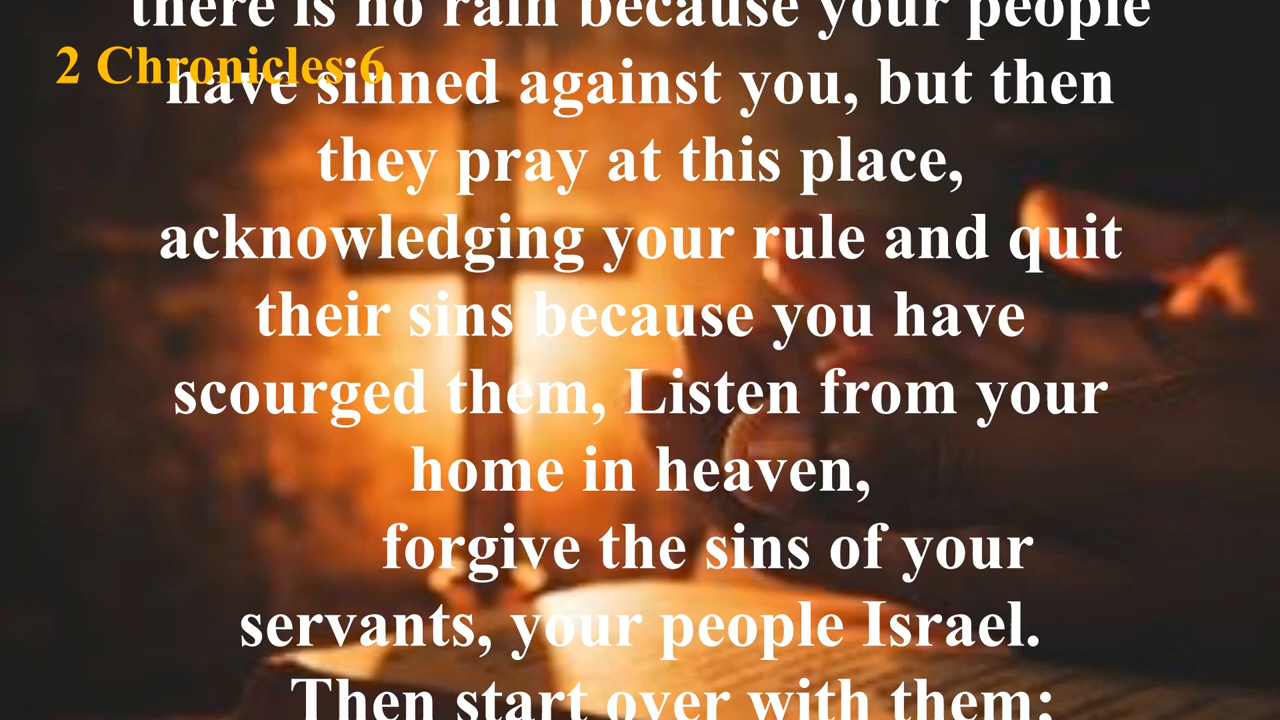 there is no rain because your people
2 Chronicles 6
have sinned against you, but then
they pray at this place,
acknowledging your rule and quit
their sins because you have
scourged them, Listen from your
home in heaven,
forgive the sins of your
servants, your people Israel.
Then start over with them: